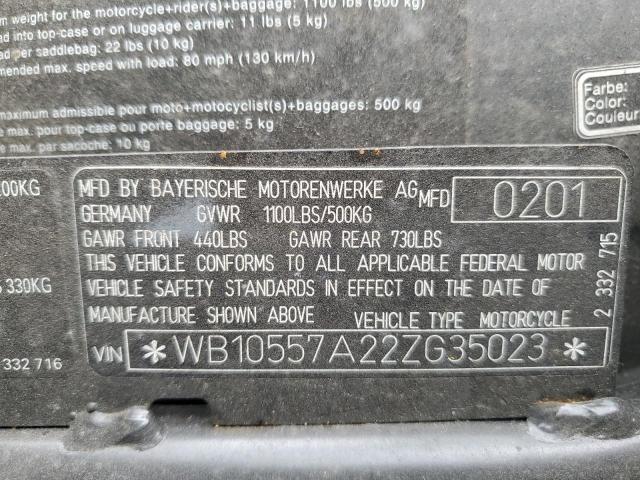 m weight for the motorcycle+rider(s)+baggage: 1100 lbs (500 kg)
ad into top-case or on luggage carrier: 11 lbs (5 kg)
d per saddlebag: 22 lbs (10 kg)
mended max. speed with load: 80 mph (130 km/h)
maximum admissible pour moto+motocyclist(s)+baggages: 500 kg
e max. pour top-case ou porte baggage: 5 kg
max. par sacoche: 10 kg
Farbe:
Color:
Couleur
00KG
330KG
332 716
MFD BY BAYERISCHE MOTORENWERKE AG MFD 0201
GERMANY GVWR 1100LBS/500KG
GAWR FRONT 440LBS GAWR REAR 730LBS
THIS VEHICLE CONFORMS TO ALL APPLICABLE FEDERAL MOTOR
VEHICLE SAFETY STANDARDS IN EFFECT ON THE DATE OF
MANUFACTURE SHOWN ABOVE VEHICLE TYPE MOTORCYCLE
VIN *WB10557A22ZG35023*
2 332 715